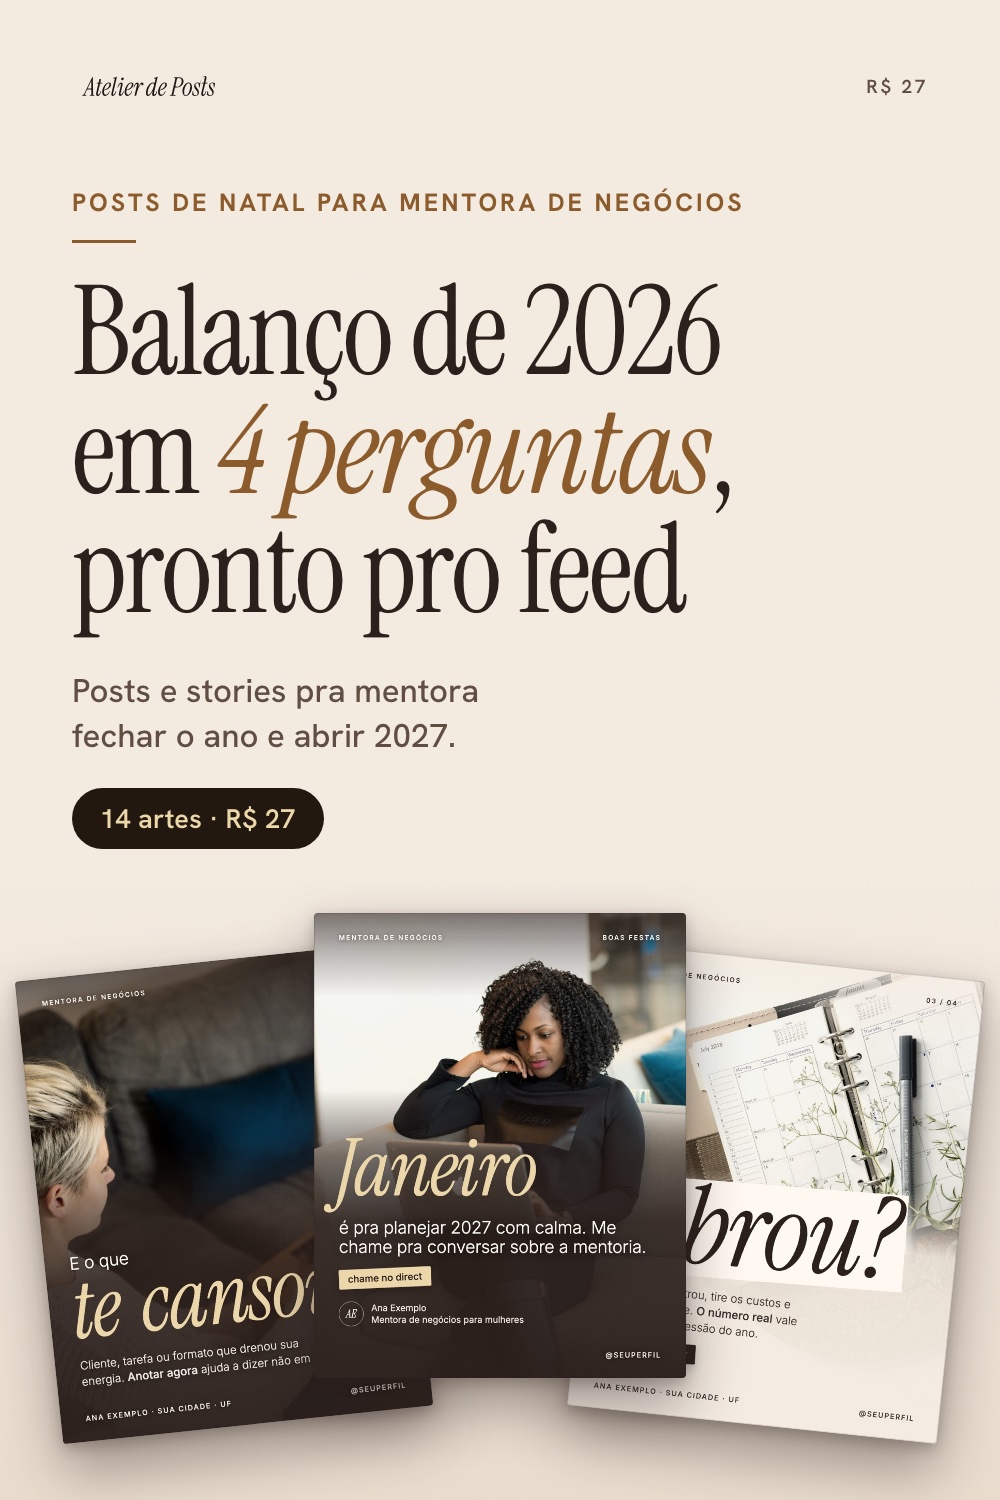 Atelier de Posts
R$ 27
POSTS DE NATAL PARA MENTORA DE NEGÓCIOS
Balanço de 2026
em 4 perguntas,
pronto pro feed
Posts e stories pra mentora
fechar o ano e abrir 2027.
14 artes · R$ 27
MENTORA DE NEGÓCIOS
E o que
te canso
Cliente, tarefa ou formato que drenou sua
energia. Anotar agora ajuda a dizer não em
@SEUPERFIL
ANA EXEMPLO · SUA CIDADE · UF
MENTORA DE NEGÓCIOS
BOAS FESTAS
Janeiro
é pra planejar 2027 com calma. Me
chame pra conversar sobre a mentoria.
chame no direct
AE
Ana Exemplo
Mentora de negócios para mulheres
@SEUPERFIL
DE NEGÓCIOS
03 / 04
July 2019
brou?
rou, tire os custos e
e. O número real vale
essão do ano.
ANA EXEMPLO · SUA CIDADE · UF
@SEUPERFIL